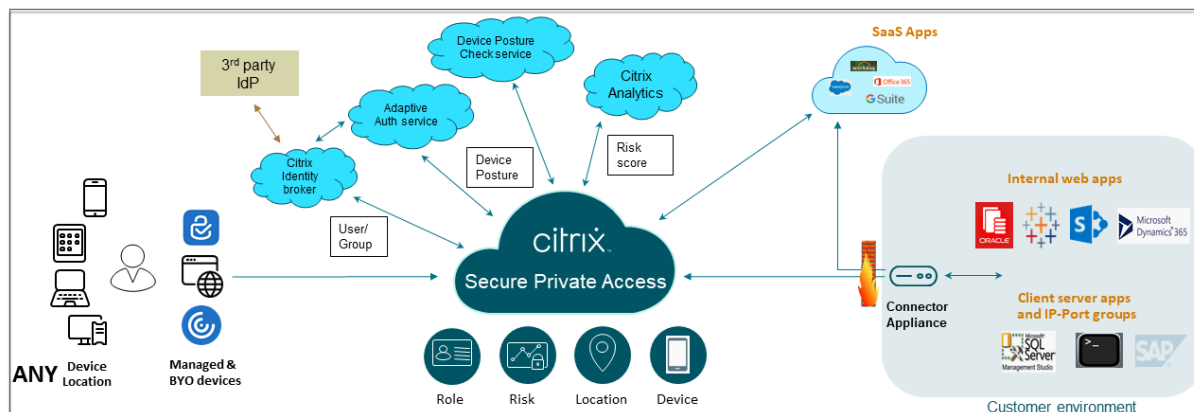 3rd party
IdP
Device Posture
Check service
Citrix
Analytics
SaaS Apps
Office 365
G Suite
Adaptive
Auth service
Citrix
Identity
broker
Device
Posture
Risk
score
User/
Group
citrix
Secure Private Access
Internal web apps
ORACLE
S
Microsoft
Dynamics 365
Connector
Appliance
Client server apps
and IP-Port groups
Microsoft
SQL Server
Management Studio
>_
SAP
ANY
Device
Location
Managed &
BYO devices
Role
Risk
Location
Device
Customer environment